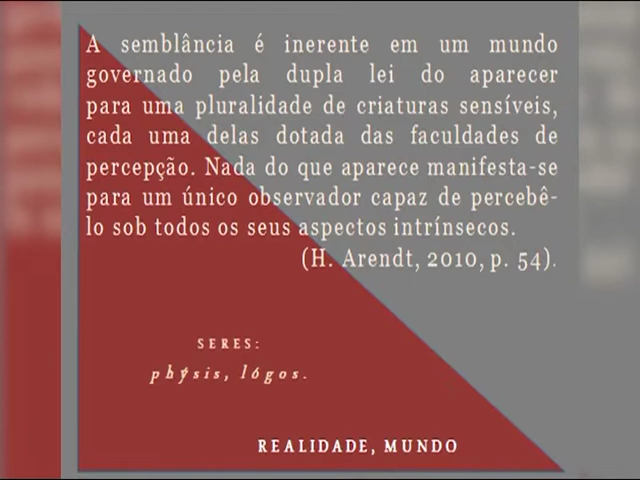 A semblância é inerente em um mundo
governado pela dupla lei do aparecer
para uma pluralidade de criaturas sensíveis,
cada uma delas dotada das faculdades de
percepção. Nada do que aparece manifesta-se
para um único observador capaz de percebê-
lo sob todos os seus aspectos intrínsecos.
(H. Arendt, 2010, p. 54).
SERES:
phýsis, lógos.
REALIDADE, MUNDO